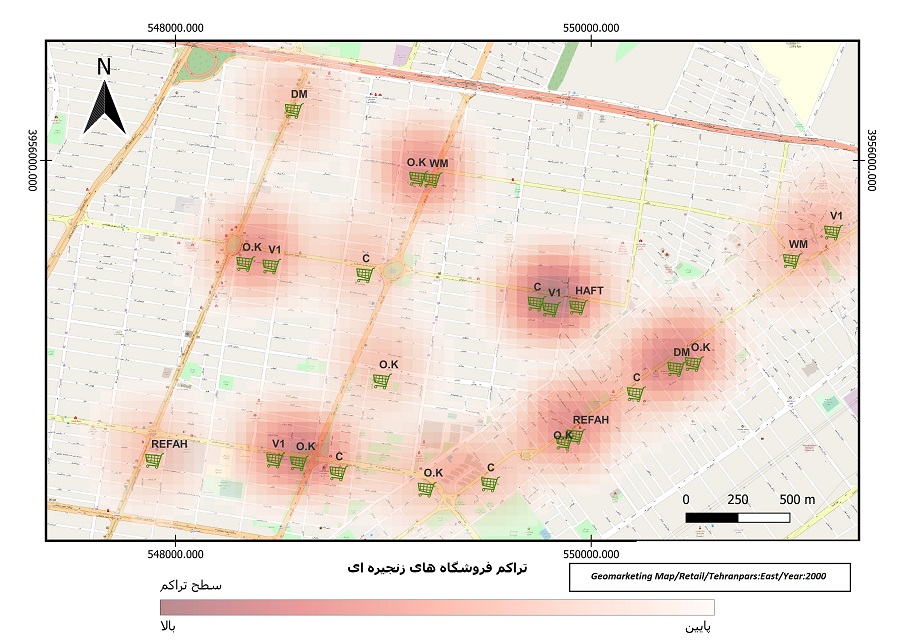 548000.000
550000.000
N
DM
3956000.000
3956000.000
O.K WM
V1
WM
O.K V1
C
C V1 HAFT
DM O.K
O.K
C
REFAH
O.K
REFAH
V1 O.K C
O.K
C
0 250 500 m
548000.000
550000.000
تراکم فروشگاه های زنجیره ای
Geomarketing Map/Retail/Tehranpars:East/Year:2000
سطح تراکم
بالا
پایین